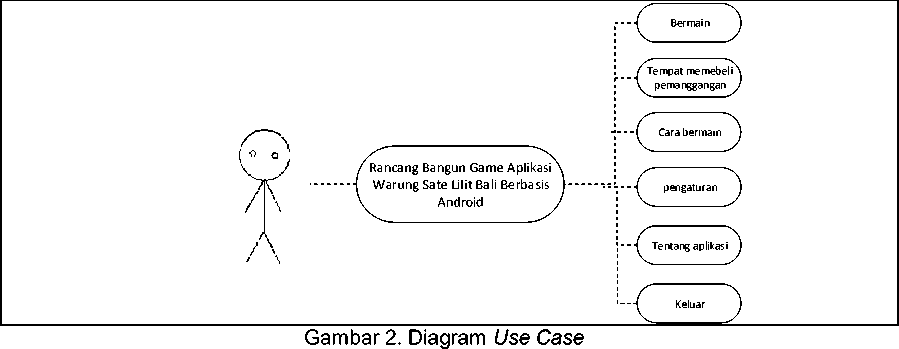 Bermain
Tempat memebeli
pemanggangan
Cara bermain
Rancang Bangun Game Aplikasi
Warung Sate Lilit Bali Berbasis
Android
pengaturan
Tentang aplikasi
Keluar
Gambar 2. Diagram Use Case